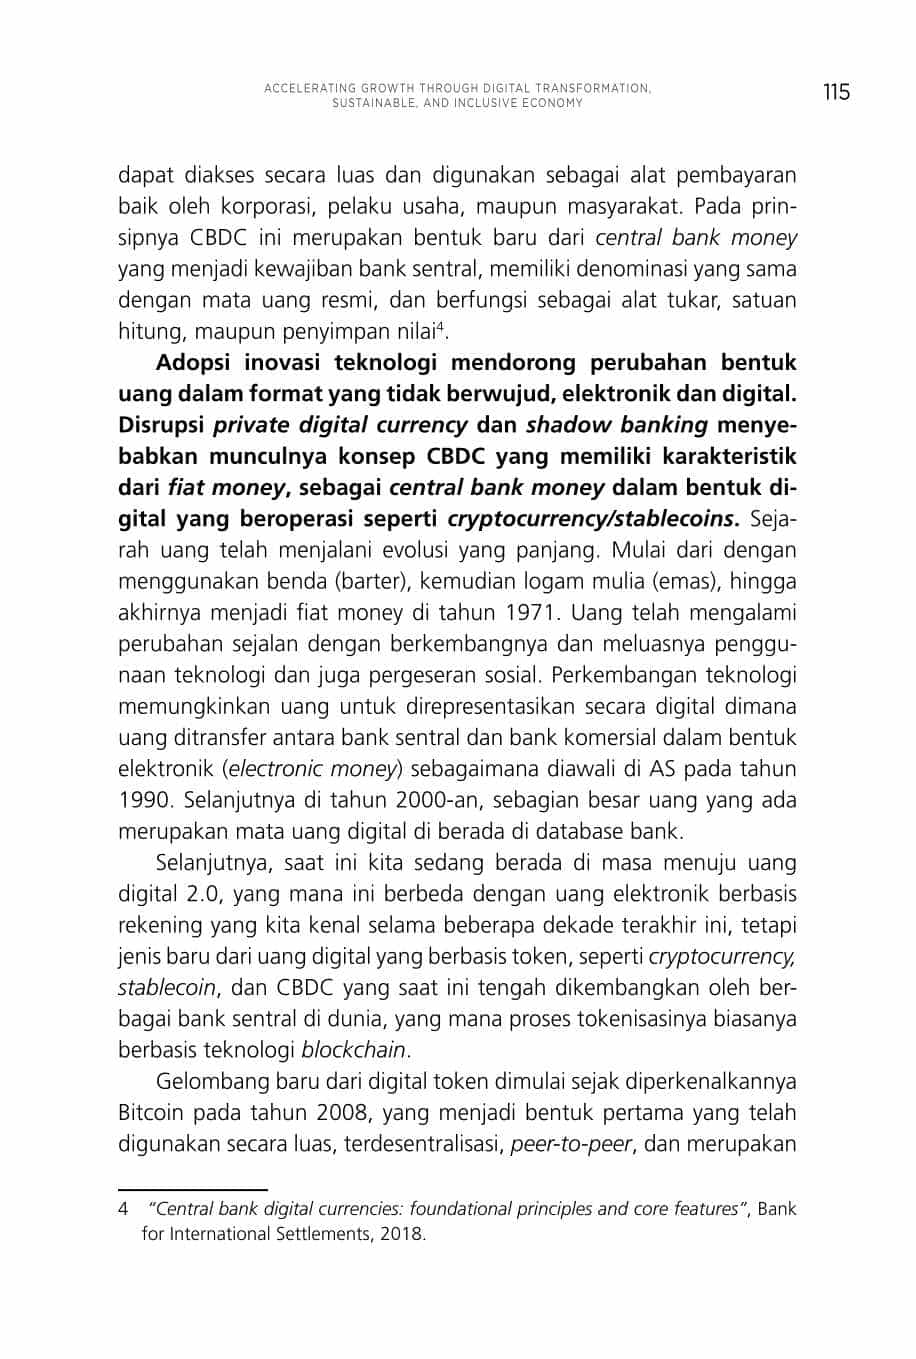 ACCELERATING GROWTH THROUGH DIGITAL TRANSFORMATION,
SUSTAINABLE, AND INCLUSIVE ECONOMY
115
dapat diakses secara luas dan digunakan sebagai alat pembayaran
baik oleh korporasi, pelaku usaha, maupun masyarakat. Pada prin-
sipnya CBDC ini merupakan bentuk baru dari central bank money
yang menjadi kewajiban bank sentral, memiliki denominasi yang sama
dengan mata uang resmi, dan berfungsi sebagai alat tukar, satuan
hitung, maupun penyimpan nilai⁴.
Adopsi inovasi teknologi mendorong perubahan bentuk
uang dalam format yang tidak berwujud, elektronik dan digital.
Disrupsi private digital currency dan shadow banking menye-
babkan munculnya konsep CBDC yang memiliki karakteristik
dari fiat money, sebagai central bank money dalam bentuk di-
gital yang beroperasi seperti cryptocurrency/stablecoins. Seja-
rah uang telah menjalani evolusi yang panjang. Mulai dari dengan
menggunakan benda (barter), kemudian logam mulia (emas), hingga
akhirnya menjadi fiat money di tahun 1971. Uang telah mengalami
perubahan sejalan dengan berkembangnya dan meluasnya penggu-
naan teknologi dan juga pergeseran sosial. Perkembangan teknologi
memungkinkan uang untuk direpresentasikan secara digital dimana
uang ditransfer antara bank sentral dan bank komersial dalam bentuk
elektronik (electronic money) sebagaimana diawali di AS pada tahun
1990. Selanjutnya di tahun 2000-an, sebagian besar uang yang ada
merupakan mata uang digital di berada di database bank.
Selanjutnya, saat ini kita sedang berada di masa menuju uang
digital 2.0, yang mana ini berbeda dengan uang elektronik berbasis
rekening yang kita kenal selama beberapa dekade terakhir ini, tetapi
jenis baru dari uang digital yang berbasis token, seperti cryptocurrency,
stablecoin, dan CBDC yang saat ini tengah dikembangkan oleh ber-
bagai bank sentral di dunia, yang mana proses tokenisasinya biasanya
berbasis teknologi blockchain.
Gelombang baru dari digital token dimulai sejak diperkenalkannya
Bitcoin pada tahun 2008, yang menjadi bentuk pertama yang telah
digunakan secara luas, terdesentralisasi, peer-to-peer, dan merupakan
4 “Central bank digital currencies: foundational principles and core features”, Bank
for International Settlements, 2018.